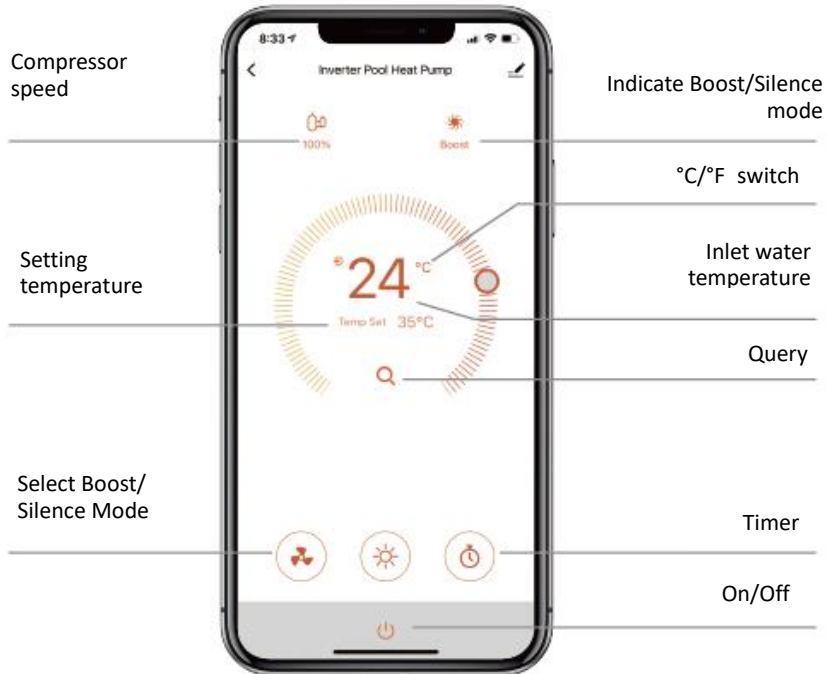 8:33
Inverter Pool Heat Pump
Compressor
speed
Indicate Boost/Silence
mode
100%
Boost
°C/°F switch
Inlet water
temperature
24 °C
Setting
temperature
Temp Set 35°C
Query
Select Boost/
Silence Mode
Timer
On/Off